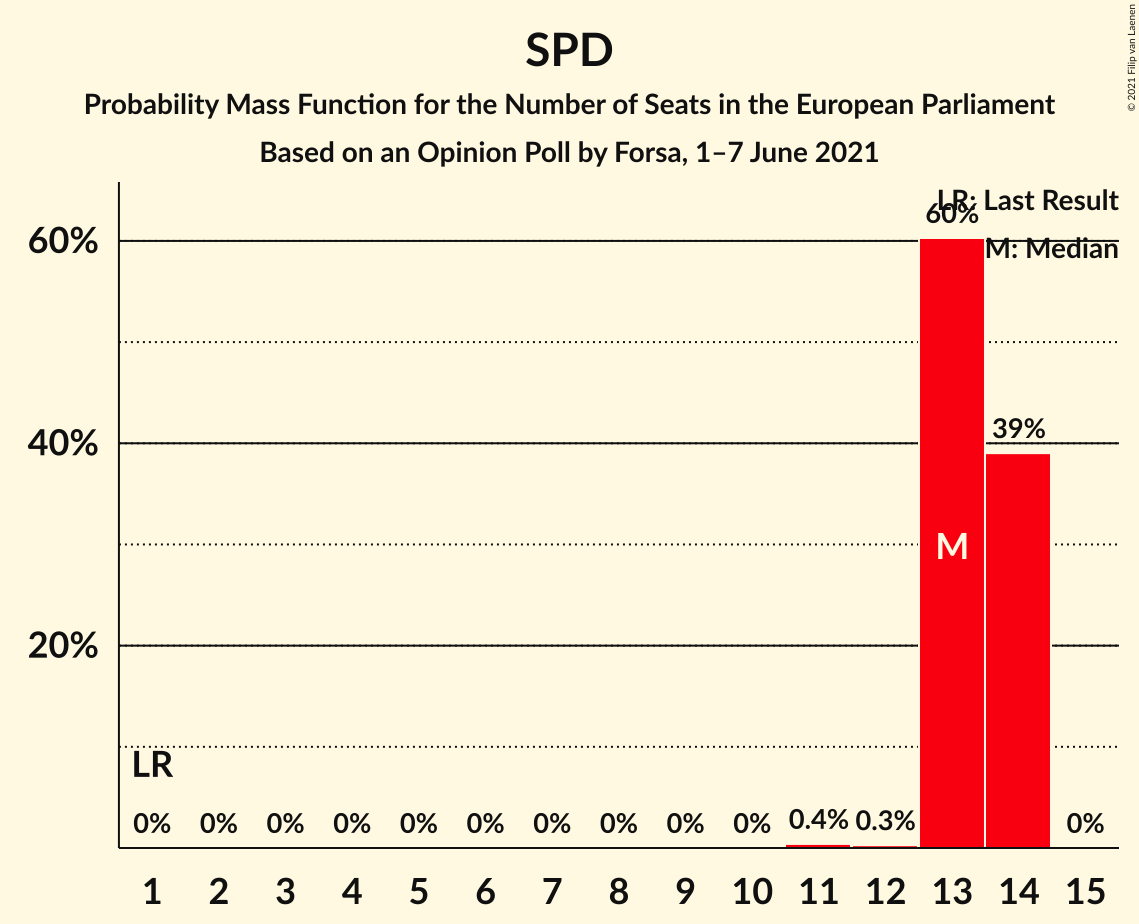 SPD
Probability Mass Function for the Number of Seats in the European Parliament
Based on an Opinion Poll by Forsa, 1–7 June 2021
© 2021 Filip van Laenen
LR: Last Result
M: Median
60%
60%
40%
39%
M
20%
LR
0% 0% 0% 0% 0% 0% 0% 0% 0% 0% 0.4% 0.3% 0%
1 2 3 4 5 6 7 8 9 10 11 12 13 14 15